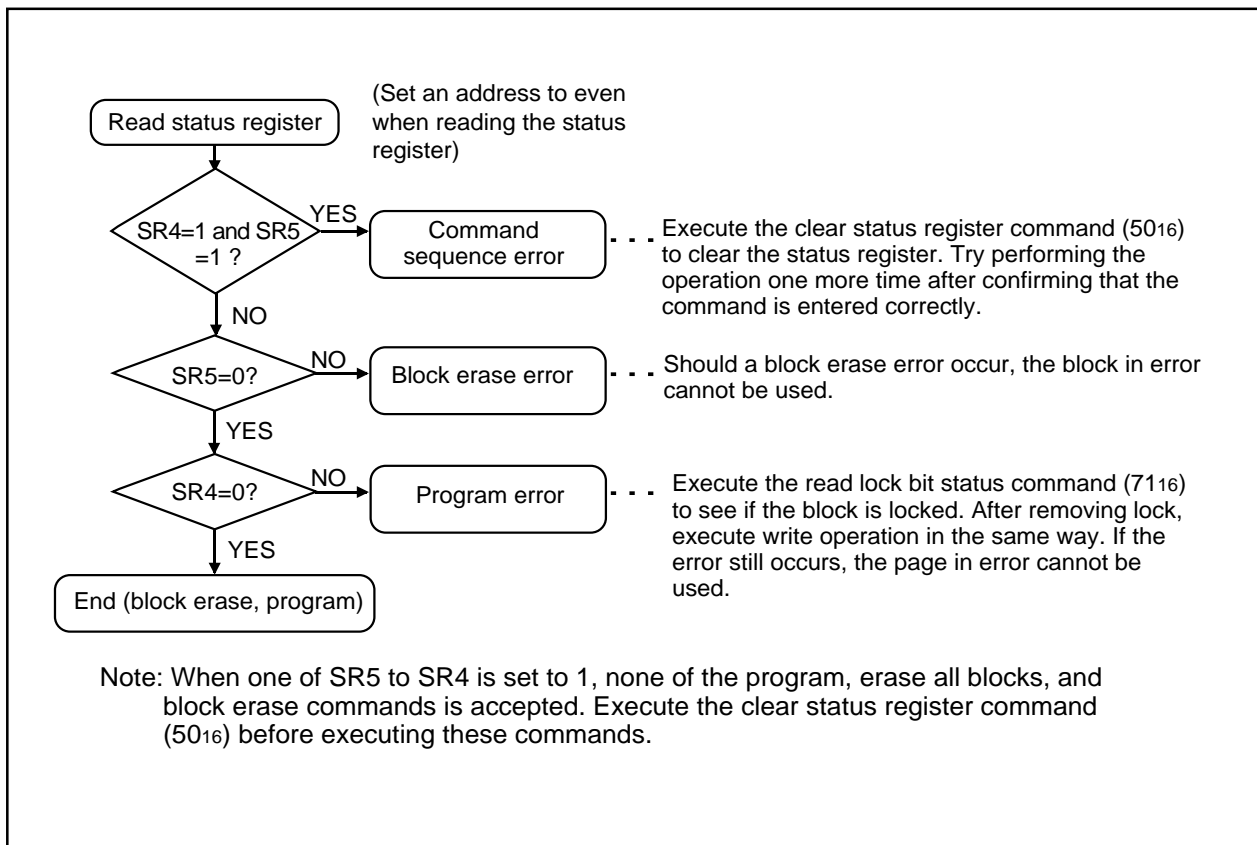 Read status register
(Set an address to even
when reading the status
register)
SR4=1 and SR5
=1 ?
YES
Command
sequence error
Execute the clear status register command (5016)
to clear the status register. Try performing the
operation one more time after confirming that the
command is entered correctly.
NO
SR5=0?
NO
Block erase error
Should a block erase error occur, the block in error
cannot be used.
YES
SR4=0?
NO
Program error
Execute the read lock bit status command (7116)
to see if the block is locked. After removing lock,
execute write operation in the same way. If the
error still occurs, the page in error cannot be
used.
YES
End (block erase, program)
Note: When one of SR5 to SR4 is set to 1, none of the program, erase all blocks, and
block erase commands is accepted. Execute the clear status register command
(5016) before executing these commands.